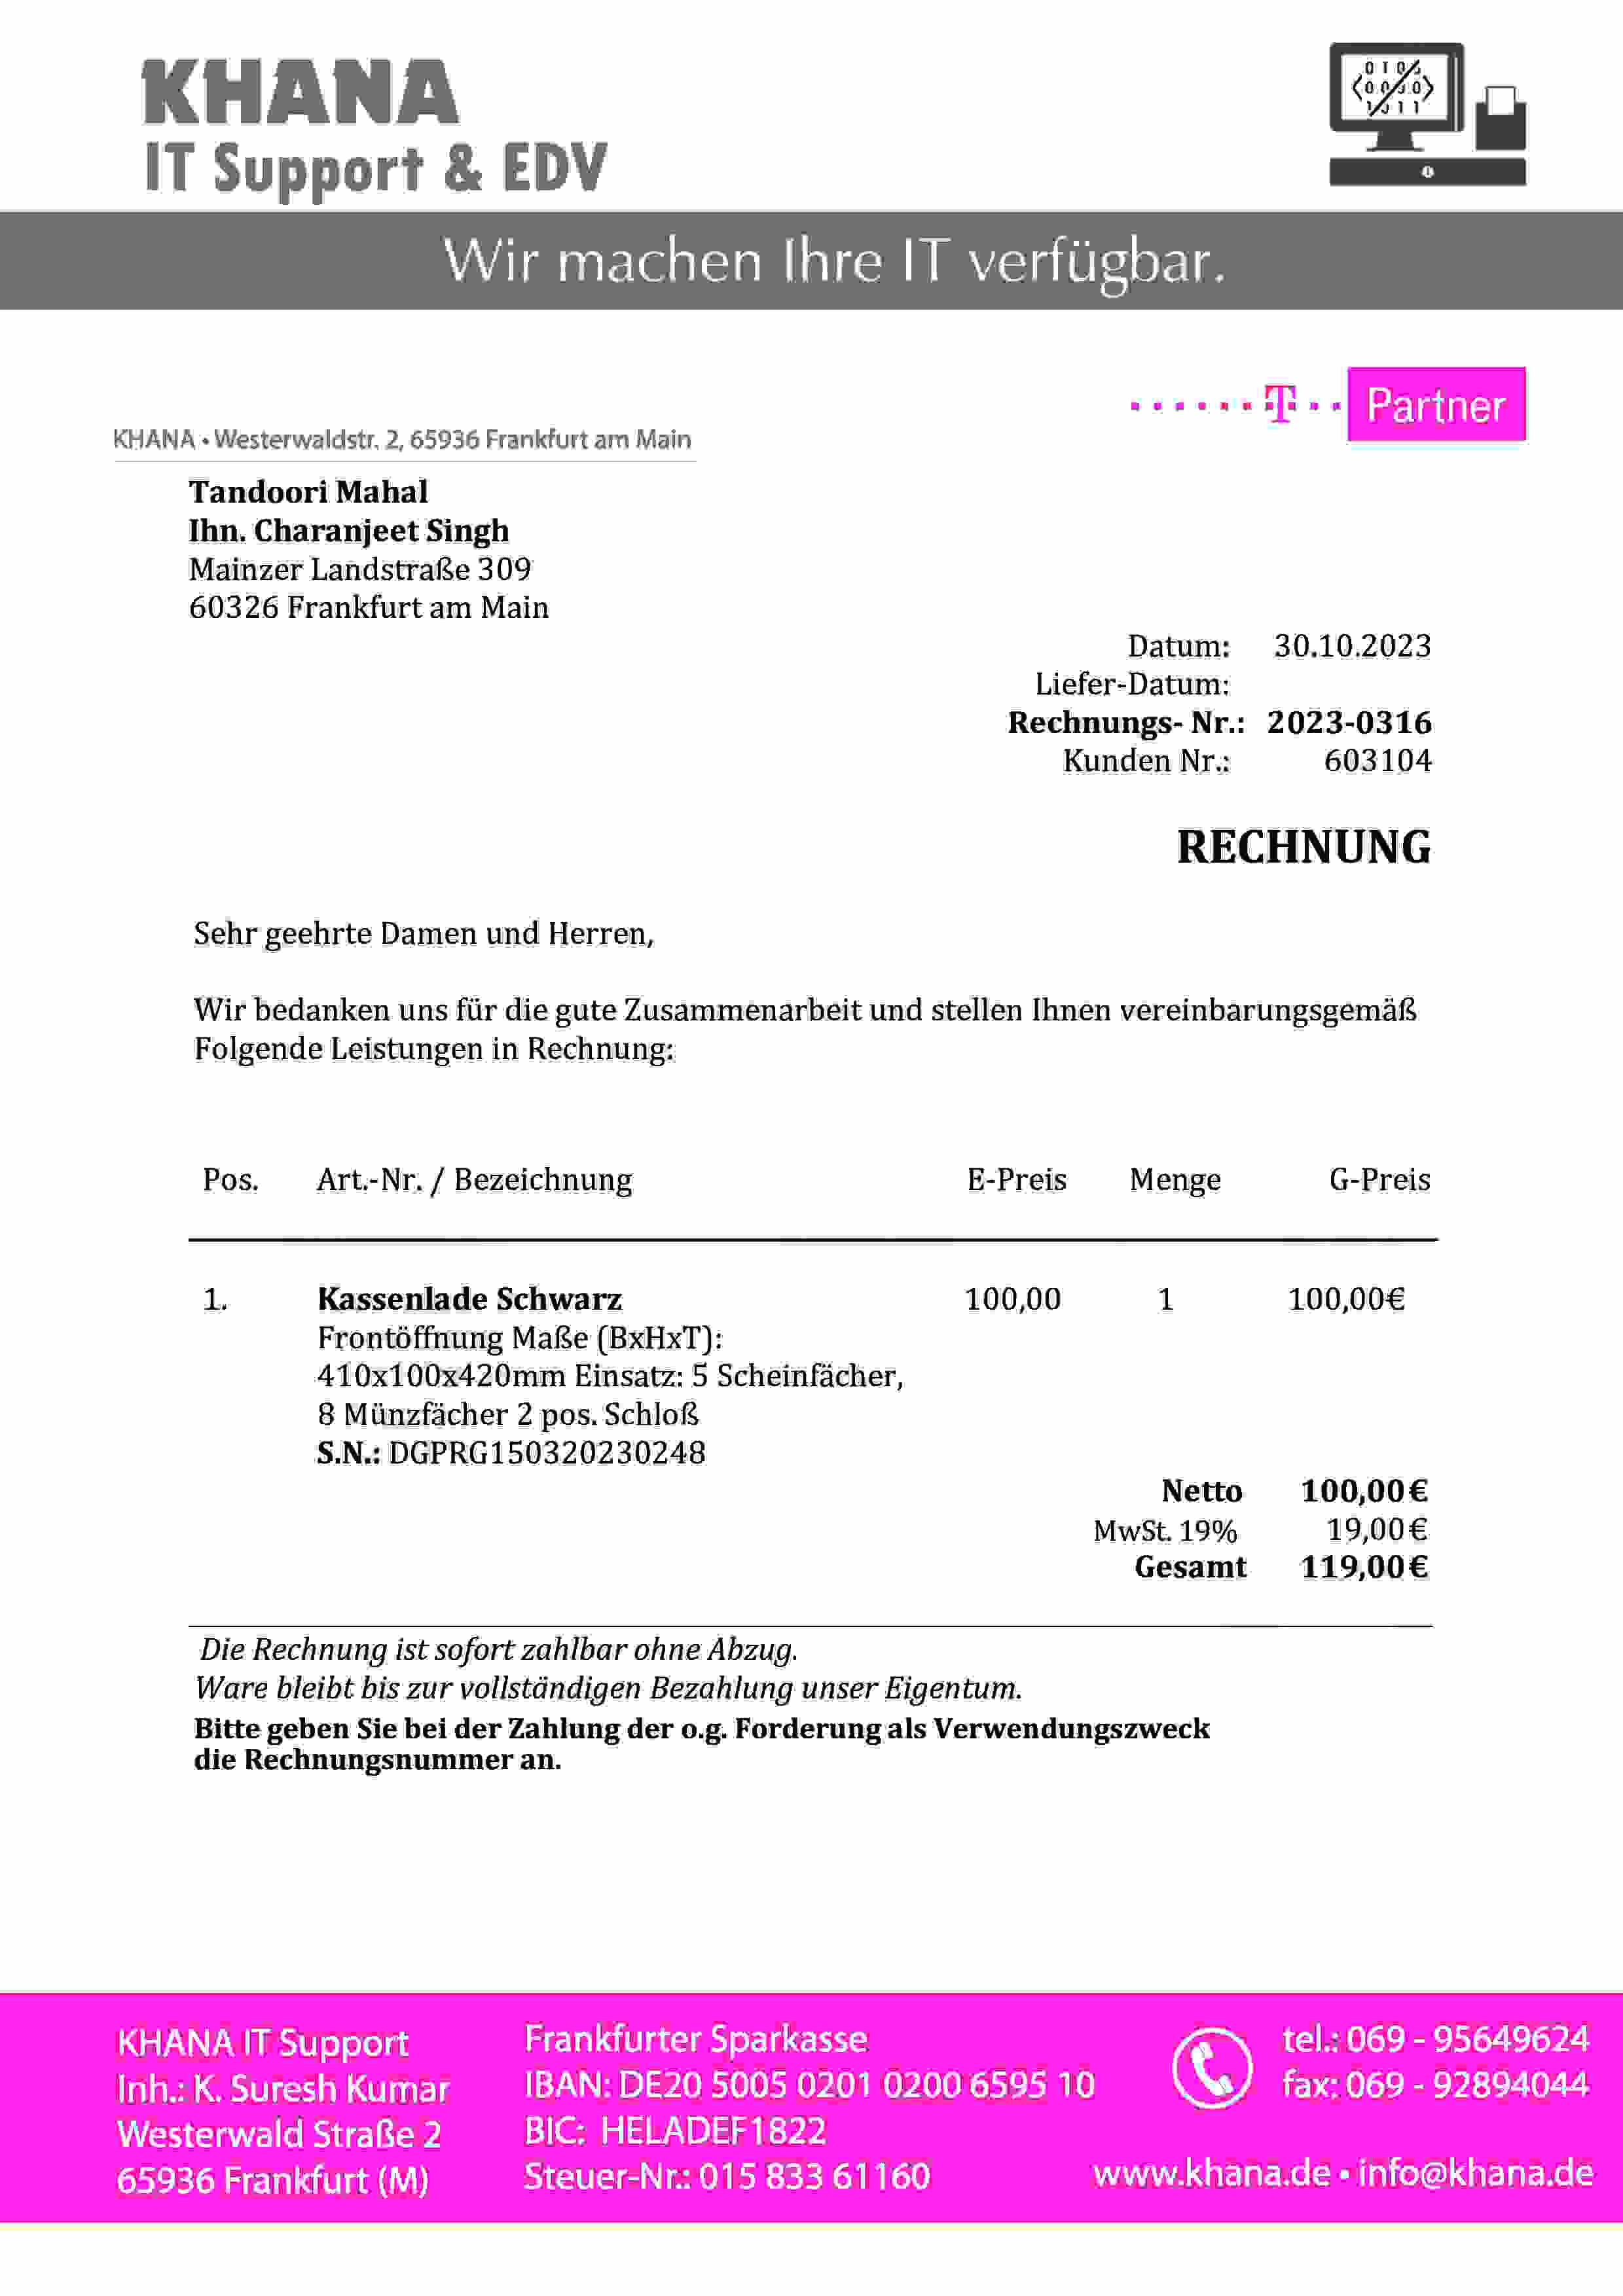 KHANA
IT Support & EDV
Wir machen Ihre IT verfügbar.
T Partner
KHANA • Westerwaldstr. 2, 65936 Frankfurt am Main
Tandoori Mahal
Ihn. Charanjeet Singh
Mainzer Landstraße 309
60326 Frankfurt am Main
Datum: 30.10.2023
Liefer-Datum:
Rechnungs- Nr.: 2023-0316
Kunden Nr.: 603104
RECHNUNG
Sehr geehrte Damen und Herren,
Wir bedanken uns für die gute Zusammenarbeit und stellen Ihnen vereinbarungsgemäß
Folgende Leistungen in Rechnung:
Pos. Art.-Nr. / Bezeichnung E-Preis Menge G-Preis
1. Kassenlade Schwarz 100,00 1 100,00€
Frontöffnung Maße (BxHxT):
410x100x420mm Einsatz: 5 Scheinfächer,
8 Münzfächer 2 pos. Schloß
S.N.: DGPRG150320230248
Netto 100,00€
MwSt. 19% 19,00€
Gesamt 119,00€
Die Rechnung ist sofort zahlbar ohne Abzug.
Ware bleibt bis zur vollständigen Bezahlung unser Eigentum.
Bitte geben Sie bei der Zahlung der o.g. Forderung als Verwendungszweck
die Rechnungsnummer an.
KHANA IT Support
Inh.: K. Suresh Kumar
Westerwald Straße 2
65936 Frankfurt (M)
Frankfurter Sparkasse
IBAN: DE20 5005 0201 0200 6595 10
BIC: HELADEF1822
Steuer-Nr.: 015 833 61160
tel.: 069 - 95649624
fax: 069 - 92894044
www.khana.de • info@khana.de